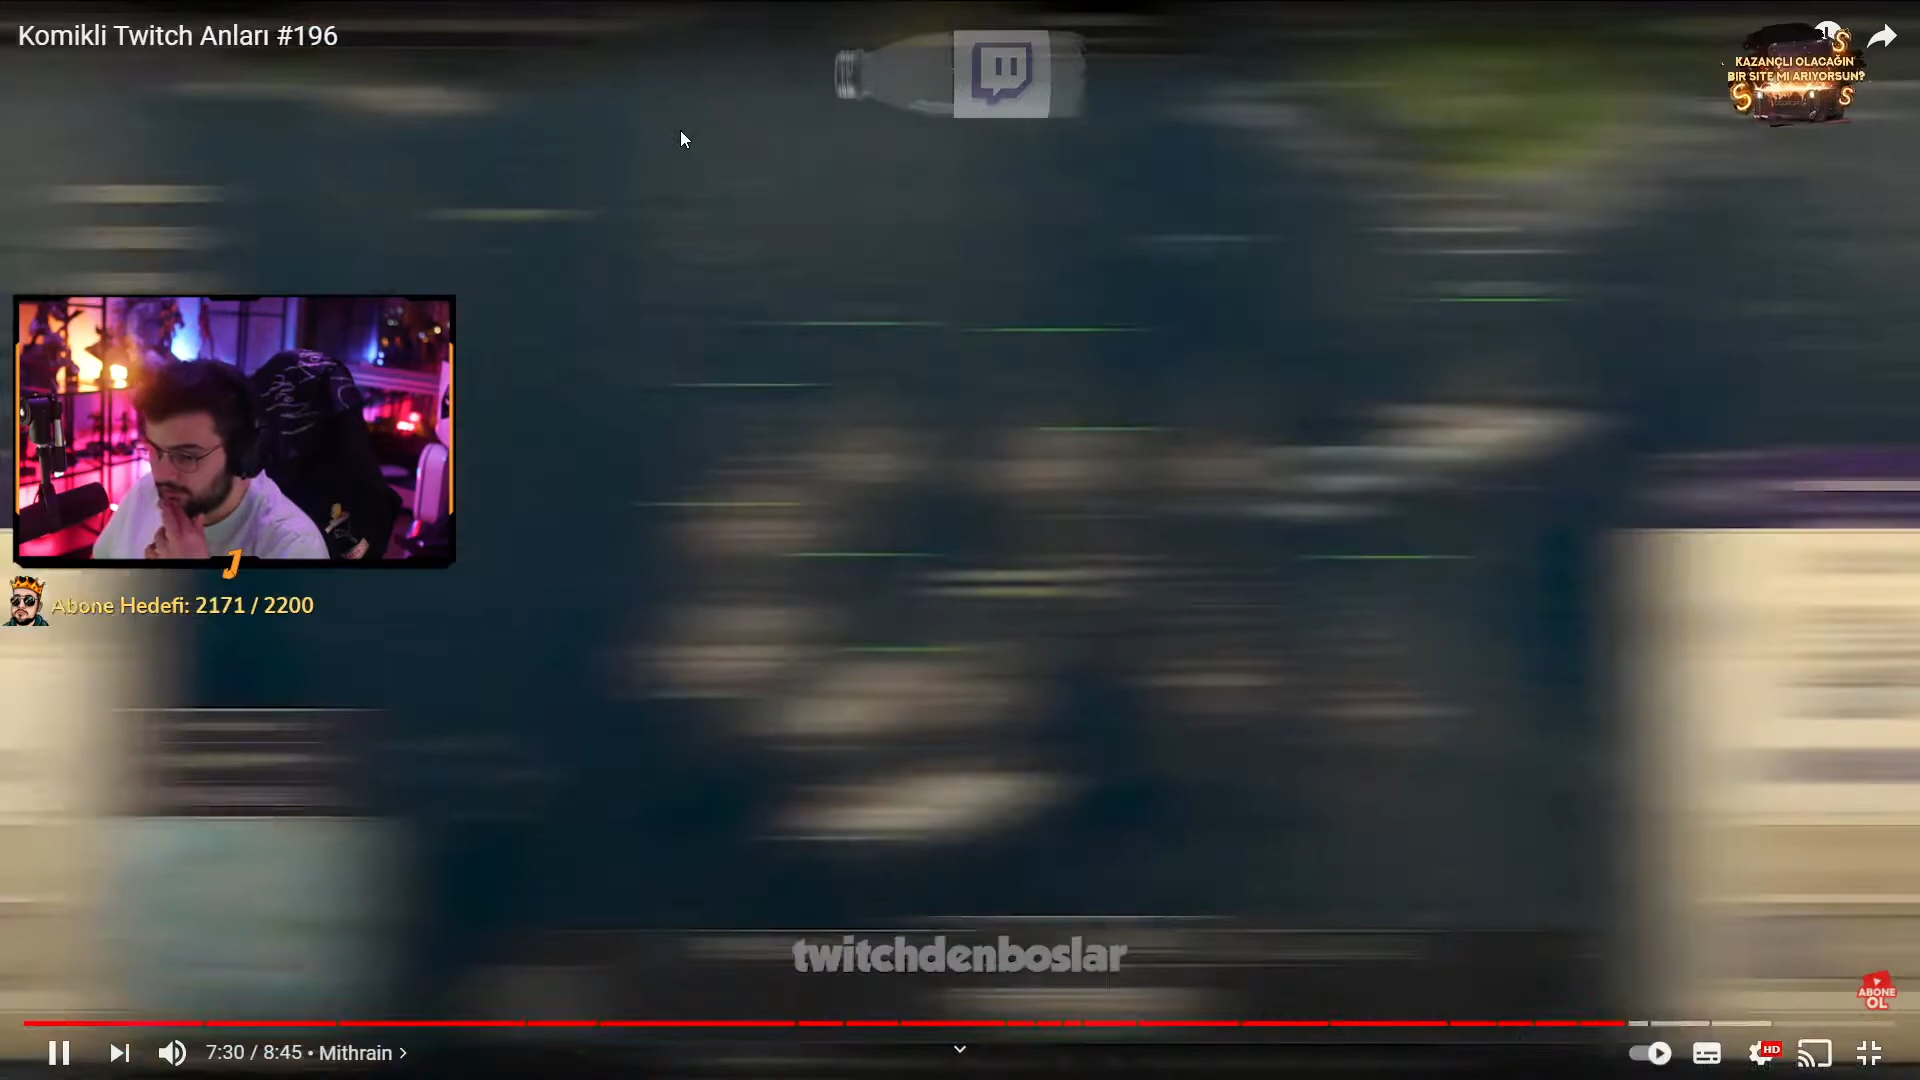 Komikli Twitch Anları #196
KAZANÇLI OLACAĞIN
BİR SİTE Mİ ARIYORSUN?
Abone Hedefi: 2171 / 2200
twitchdenboslar
ABONE
OL
7:30 / 8:45 • Mithrain >
HD